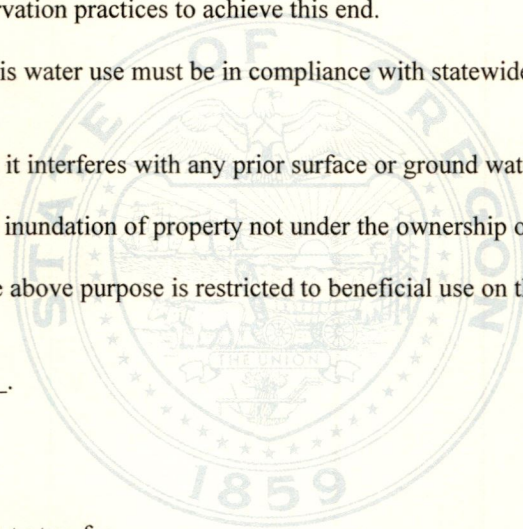 vation practices to achieve this end.
is water use must be in compliance with statewide
it interferes with any prior surface or ground wat
inundation of property not under the ownership o
e above purpose is restricted to beneficial use on t
STATE OF OREGON
THE UNION
1859